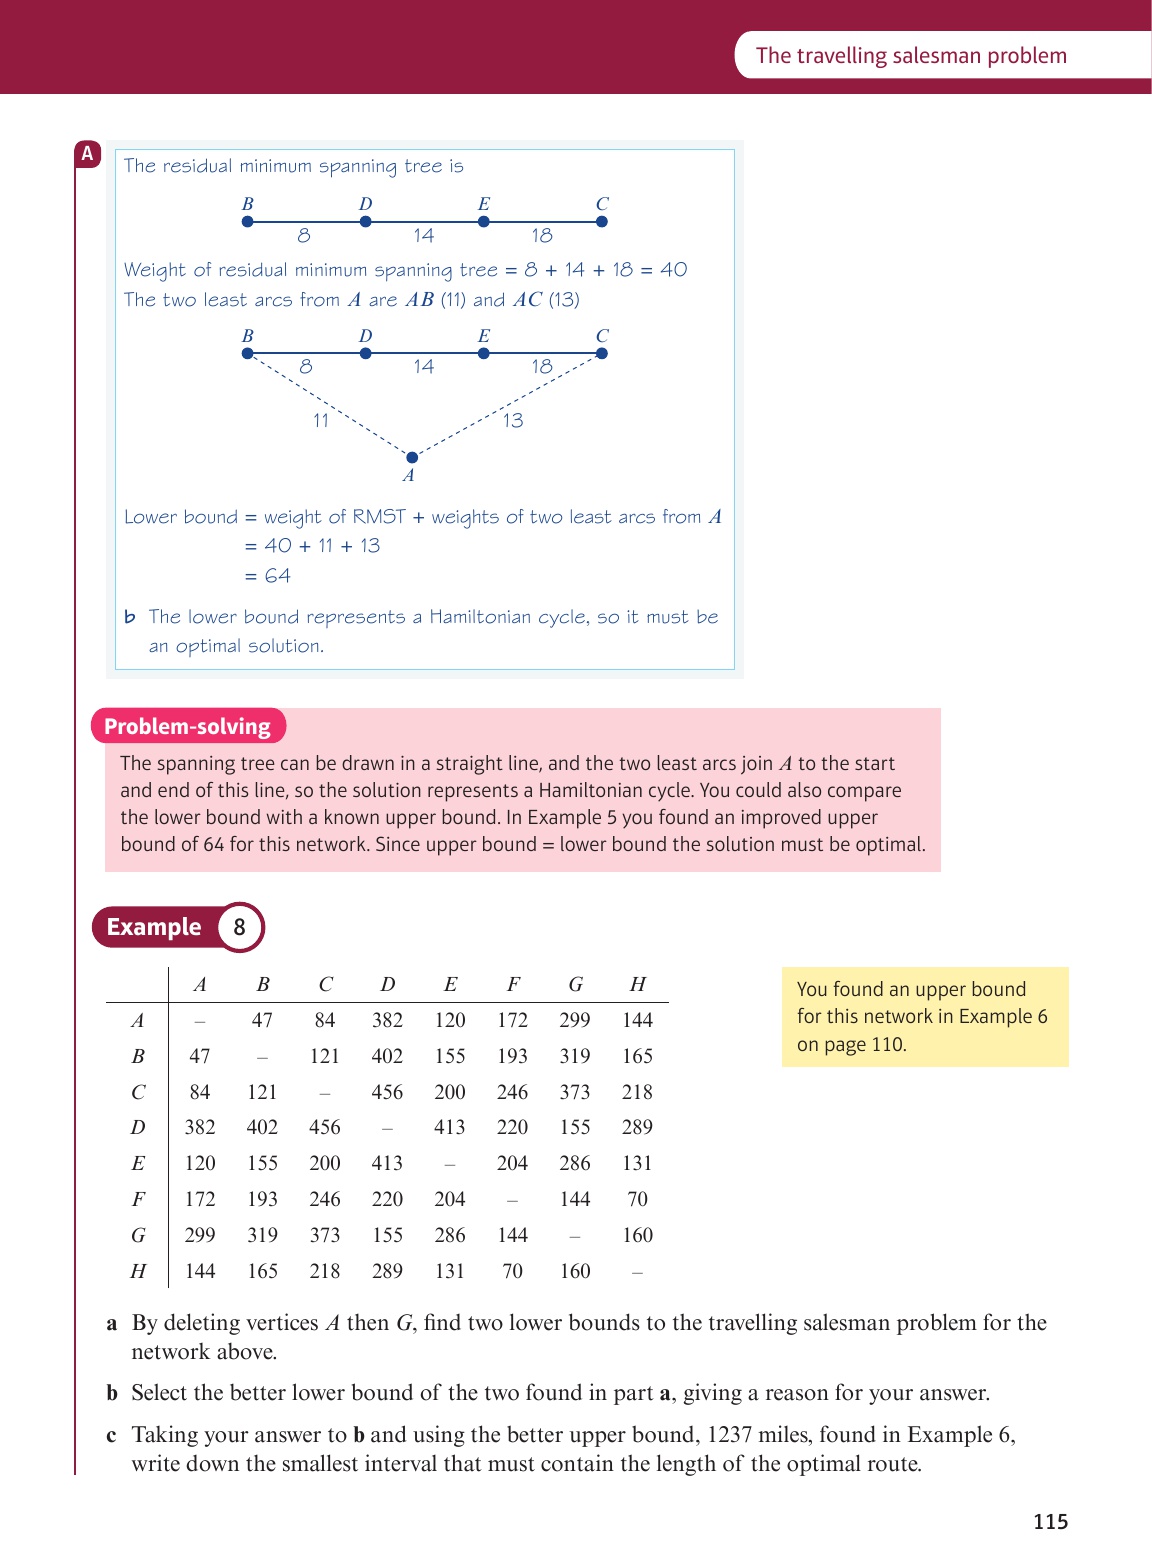 The travelling salesman problem
A
The residual minimum spanning tree is
B D E C
8 14 18
Weight of residual minimum spanning tree = 8 + 14 + 18 = 40
The two least arcs from A are AB (11) and AC (13)
B D E C
8 14 18
11 13
A
Lower bound = weight of RMST + weights of two least arcs from A
= 40 + 11 + 13
= 64
b The lower bound represents a Hamiltonian cycle, so it must be
an optimal solution.
Problem-solving
The spanning tree can be drawn in a straight line, and the two least arcs join A to the start
and end of this line, so the solution represents a Hamiltonian cycle. You could also compare
the lower bound with a known upper bound. In Example 5 you found an improved upper
bound of 64 for this network. Since upper bound = lower bound the solution must be optimal.
Example 8
A B C D E F G H
A – 47 84 382 120 172 299 144
B 47 – 121 402 155 193 319 165
C 84 121 – 456 200 246 373 218
D 382 402 456 – 413 220 155 289
E 120 155 200 413 – 204 286 131
F 172 193 246 220 204 – 144 70
G 299 319 373 155 286 144 – 160
H 144 165 218 289 131 70 160 –
You found an upper bound
for this network in Example 6
on page 110.
a By deleting vertices A then G, find two lower bounds to the travelling salesman problem for the
network above.
b Select the better lower bound of the two found in part a, giving a reason for your answer.
c Taking your answer to b and using the better upper bound, 1237 miles, found in Example 6,
write down the smallest interval that must contain the length of the optimal route.
115